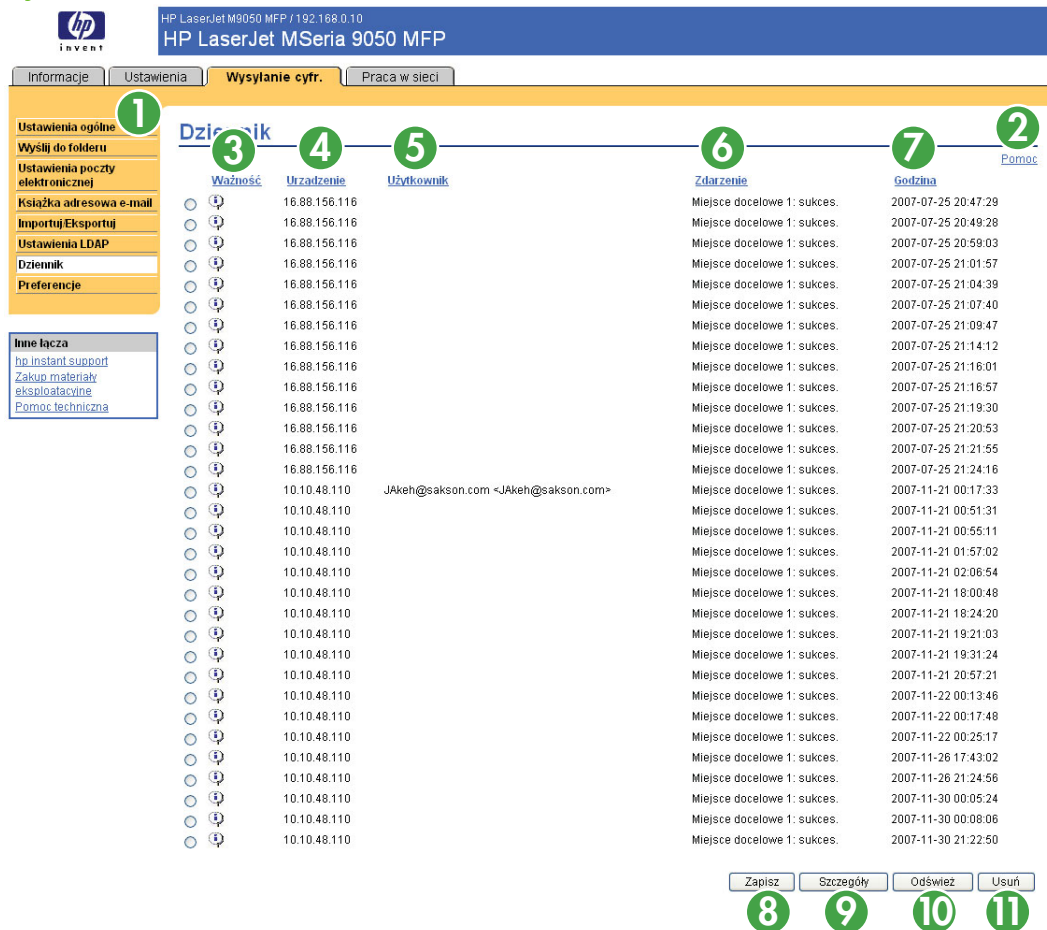 hp
invent
HP LaserJet M9050 MFP / 192.168.0.10
HP LaserJet MSeria 9050 MFP
Informacje Ustawienia Wysyłanie cyfr. Praca w sieci
1
Ustawienia ogólne
Wyślij do folderu
Ustawienia poczty
elektronicznej
Książka adresowa e-mail
Importuj/Eksportuj
Ustawienia LDAP
Dziennik
Preferencje
Inne łącza
hp instant support
Zakup materiały
eksploatacyjne
Pomoc techniczna
Dziennik
2
Pomoc
3 4 5 6 7
Ważność Urzadzenie Użytkownik Zdarzenie Godzina
16.88.156.116 Miejsce docelowe 1: sukces. 2007-07-25 20:47:29
16.88.156.116 Miejsce docelowe 1: sukces. 2007-07-25 20:49:28
16.88.156.116 Miejsce docelowe 1: sukces. 2007-07-25 20:59:03
16.88.156.116 Miejsce docelowe 1: sukces. 2007-07-25 21:01:57
16.88.156.116 Miejsce docelowe 1: sukces. 2007-07-25 21:04:39
16.88.156.116 Miejsce docelowe 1: sukces. 2007-07-25 21:07:40
16.88.156.116 Miejsce docelowe 1: sukces. 2007-07-25 21:09:47
16.88.156.116 Miejsce docelowe 1: sukces. 2007-07-25 21:14:12
16.88.156.116 Miejsce docelowe 1: sukces. 2007-07-25 21:16:01
16.88.156.116 Miejsce docelowe 1: sukces. 2007-07-25 21:16:57
16.88.156.116 Miejsce docelowe 1: sukces. 2007-07-25 21:19:30
16.88.156.116 Miejsce docelowe 1: sukces. 2007-07-25 21:20:53
16.88.156.116 Miejsce docelowe 1: sukces. 2007-07-25 21:21:55
16.88.156.116 Miejsce docelowe 1: sukces. 2007-07-25 21:24:16
10.10.48.110 JAkeh@sakson.com <JAkeh@sakson.com> Miejsce docelowe 1: sukces. 2007-11-21 00:17:33
10.10.48.110 Miejsce docelowe 1: sukces. 2007-11-21 00:51:31
10.10.48.110 Miejsce docelowe 1: sukces. 2007-11-21 00:55:11
10.10.48.110 Miejsce docelowe 1: sukces. 2007-11-21 01:57:02
10.10.48.110 Miejsce docelowe 1: sukces. 2007-11-21 02:06:54
10.10.48.110 Miejsce docelowe 1: sukces. 2007-11-21 18:00:48
10.10.48.110 Miejsce docelowe 1: sukces. 2007-11-21 18:24:20
10.10.48.110 Miejsce docelowe 1: sukces. 2007-11-21 19:21:03
10.10.48.110 Miejsce docelowe 1: sukces. 2007-11-21 19:31:24
10.10.48.110 Miejsce docelowe 1: sukces. 2007-11-21 20:57:21
10.10.48.110 Miejsce docelowe 1: sukces. 2007-11-22 00:13:46
10.10.48.110 Miejsce docelowe 1: sukces. 2007-11-22 00:17:48
10.10.48.110 Miejsce docelowe 1: sukces. 2007-11-22 00:25:17
10.10.48.110 Miejsce docelowe 1: sukces. 2007-11-26 17:43:02
10.10.48.110 Miejsce docelowe 1: sukces. 2007-11-26 21:24:56
10.10.48.110 Miejsce docelowe 1: sukces. 2007-11-30 00:05:24
10.10.48.110 Miejsce docelowe 1: sukces. 2007-11-30 00:08:06
10.10.48.110 Miejsce docelowe 1: sukces. 2007-11-30 21:22:50
Zapisz Szczegóły Odśwież Usuń
8 9 10 11